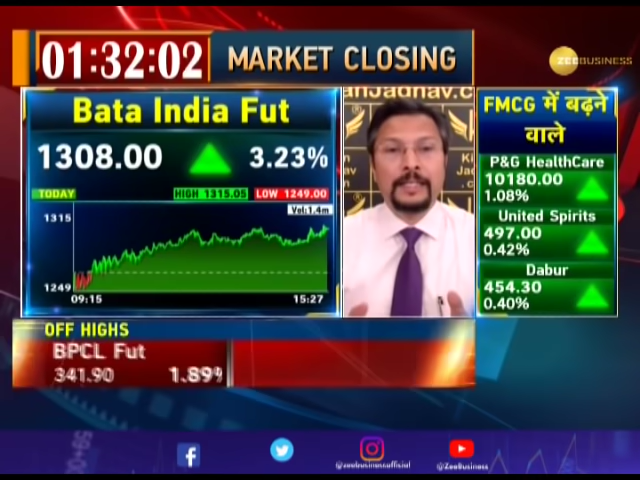 01:32:02 MARKET CLOSING
ZEEBUSINESS
Bata India Fut
1308.00 3.23%
TODAY HIGH 1315.05 LOW 1249.00
Vol:1.4m
1315
1249
09:15 15:27
anJadhav.c
FMCG में बढ़ने
वाले
P&G HealthCare
10180.00
1.08%
United Spirits
497.00
0.42%
Dabur
454.30
0.40%
OFF HIGHS
BPCL Fut
341.90 1.89%
@zeebusinessofficial
@ZeeBusiness